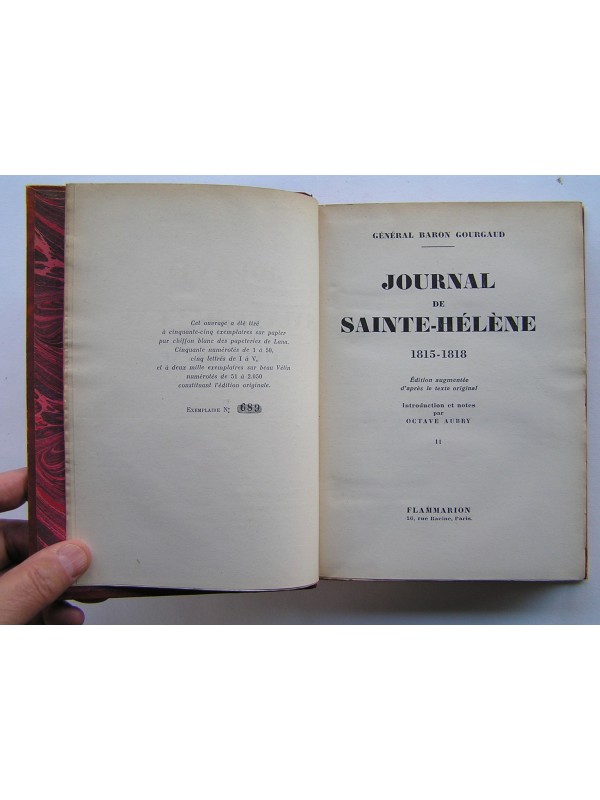 Cet ouvrage a été tiré
à cinquante-cinq exemplaires sur papier
pur chiffon blanc des papeteries de Lana.
Cinquante numérotés de 1 à 50,
cinq lettrés de I à V,
et à deux mille exemplaires sur beau Vélin
numérotés de 51 à 2.050
constituant l'édition originale.
EXEMPLAIRE N° 689
GÉNÉRAL BARON GOURGAUD
JOURNAL
DE
SAINTE-HÉLÈNE
1815-1818
Édition augmentée
d'après le texte original
Introduction et notes
par
OCTAVE AUBRY
II
FLAMMARION
26, rue Racine, Paris.